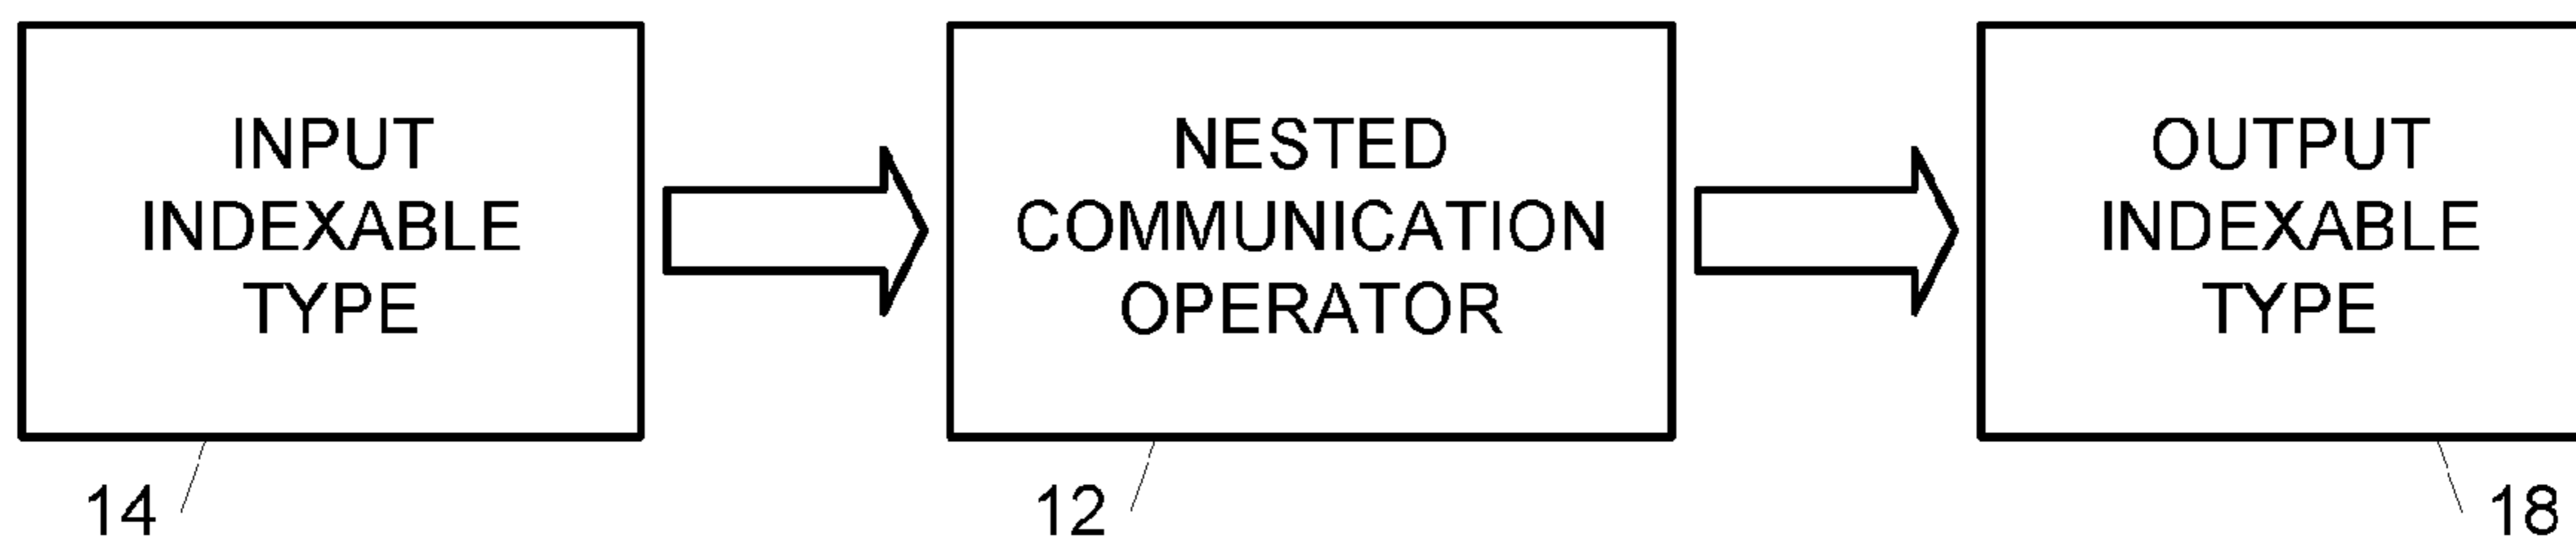 INPUT
INDEXABLE
TYPE
NESTED
COMMUNICATION
OPERATOR
OUTPUT
INDEXABLE
TYPE
14
12
18